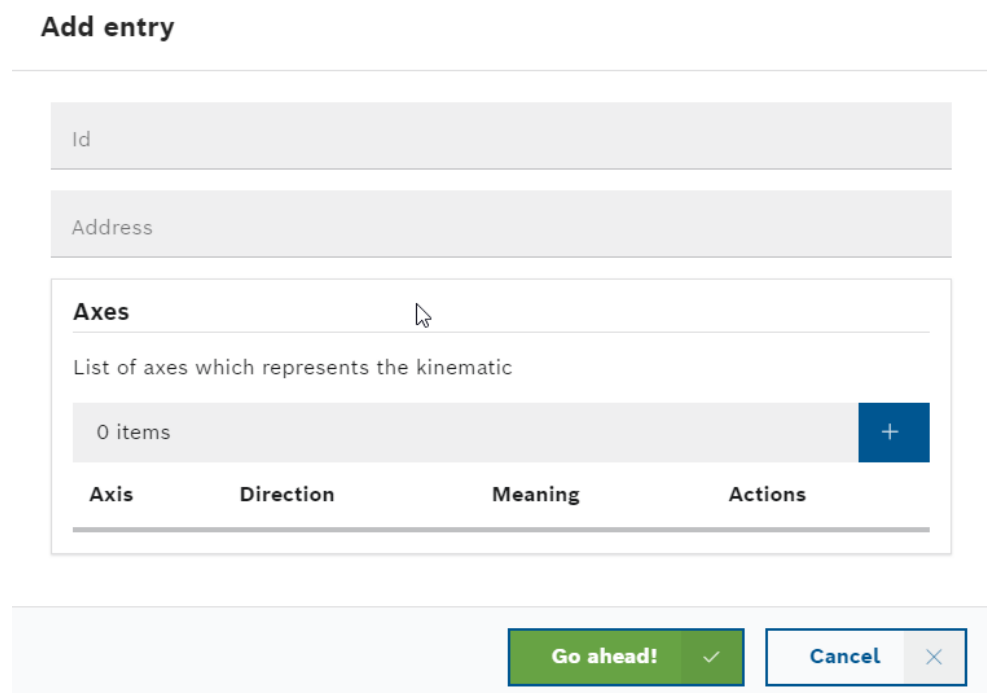 Add entry
Id
Address
Axes
List of axes which represents the kinematic
0 items
Axis Direction Meaning Actions
Go ahead! Cancel